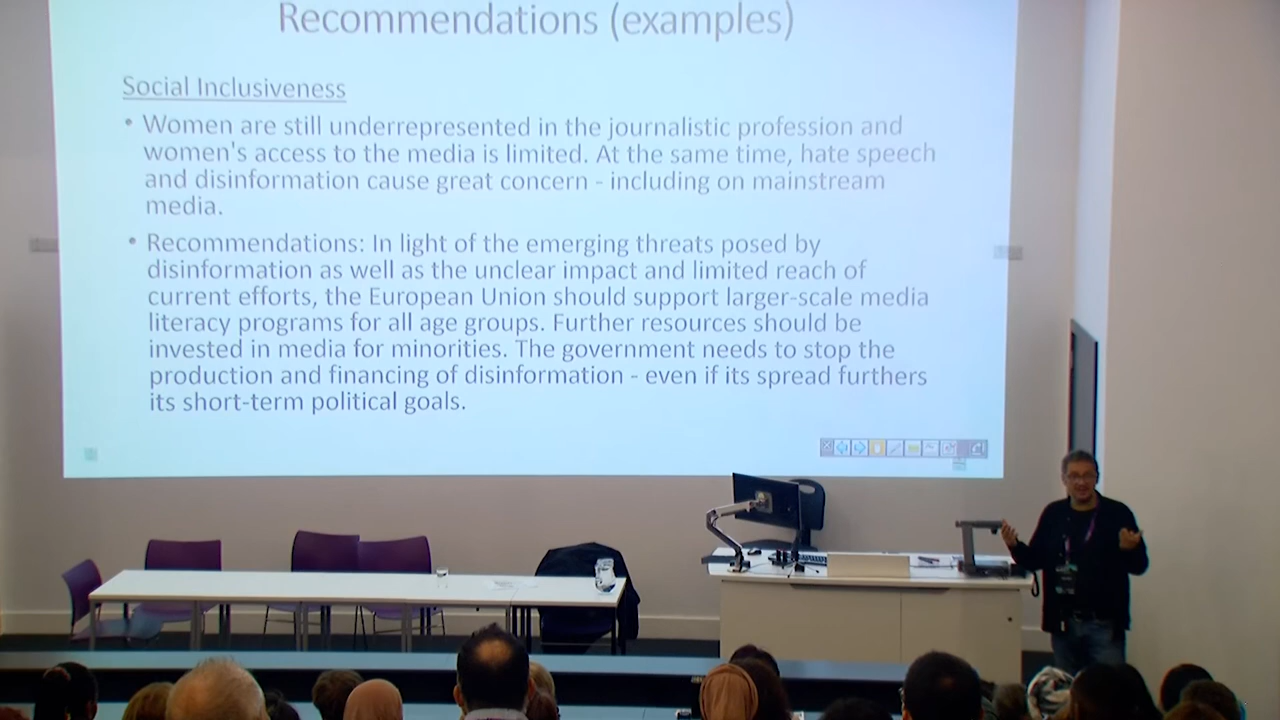 Recommendations (examples)
Social Inclusiveness
• Women are still underrepresented in the journalistic profession and
women's access to the media is limited. At the same time, hate speech
and disinformation cause great concern - including on mainstream
media.
• Recommendations: In light of the emerging threats posed by
disinformation as well as the unclear impact and limited reach of
current efforts, the European Union should support larger-scale media
literacy programs for all age groups. Further resources should be
invested in media for minorities. The government needs to stop the
production and financing of disinformation - even if its spread furthers
its short-term political goals.